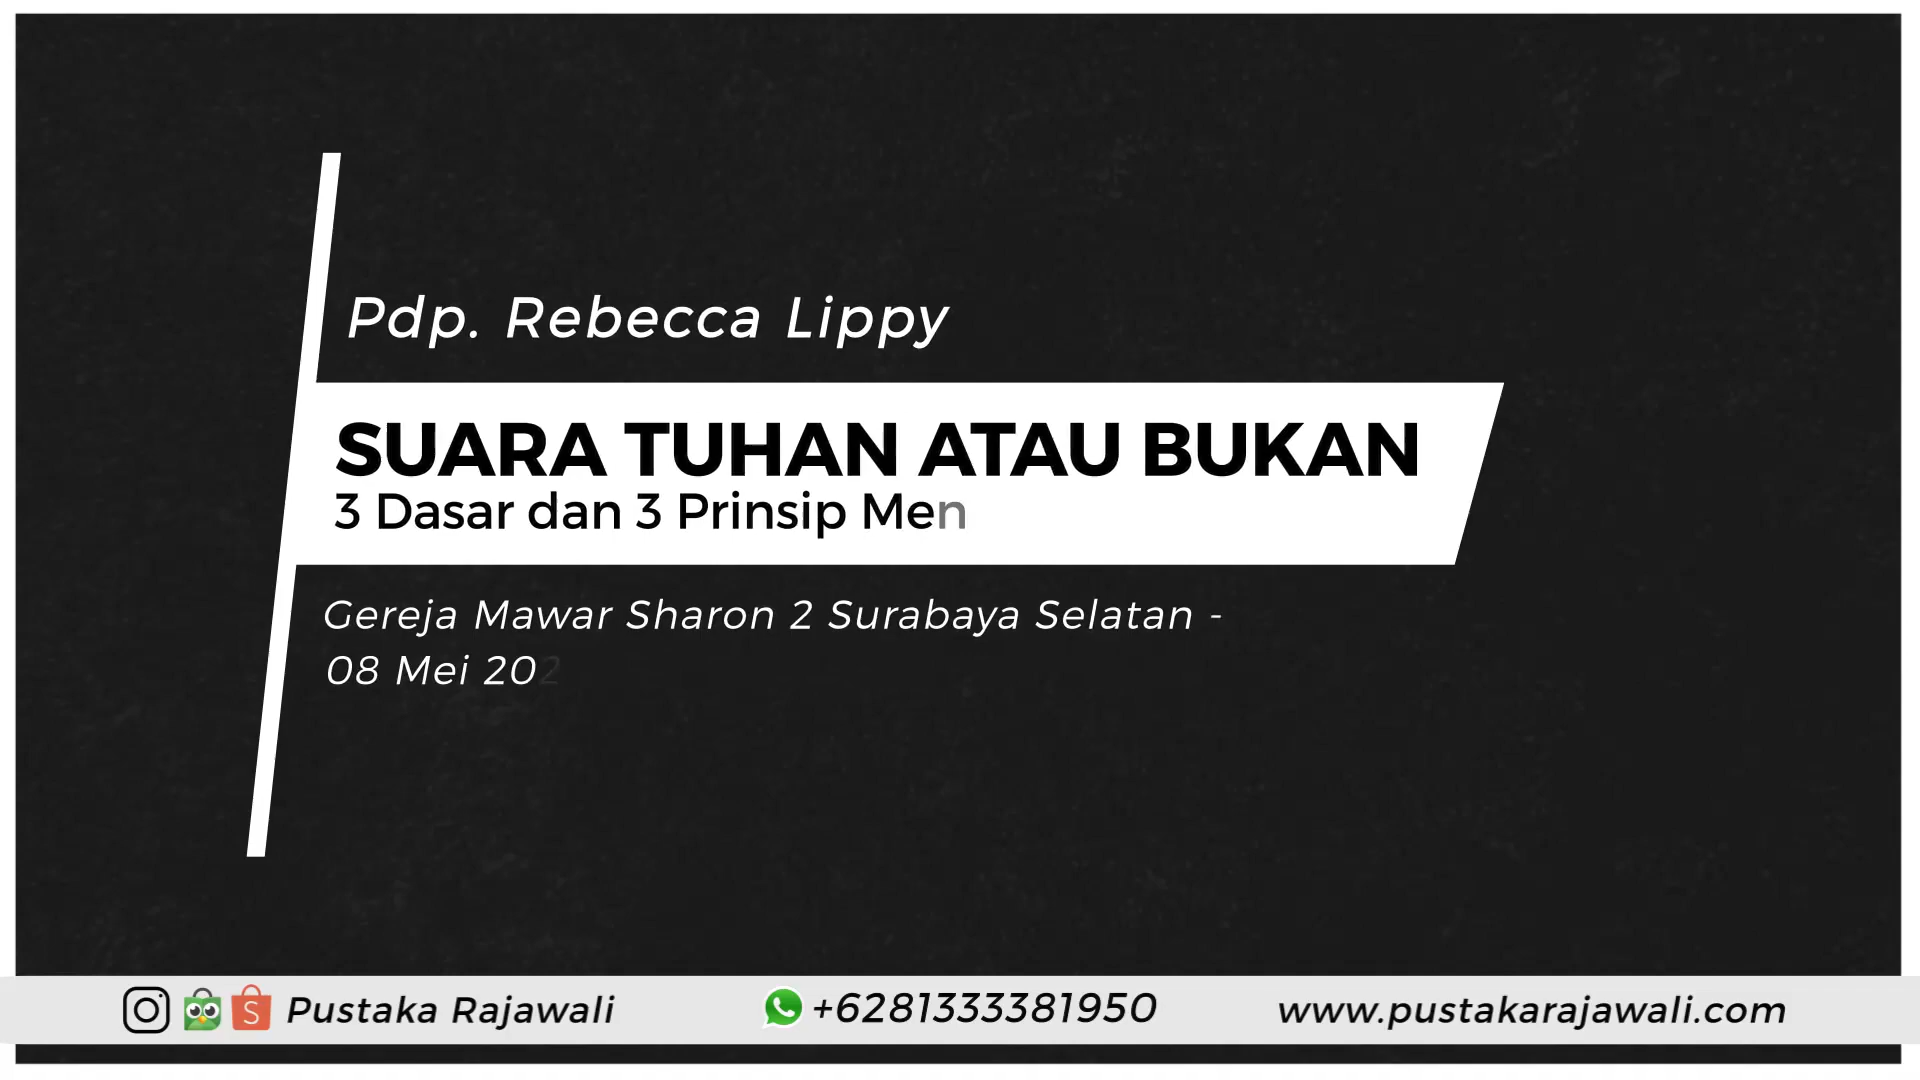 Pdp. Rebecca Lippy
SUARA TUHAN ATAU BUKAN
3 Dasar dan 3 Prinsip Men
Gereja Mawar Sharon 2 Surabaya Selatan -
08 Mei 202
Pustaka Rajawali
+6281333381950
www.pustakarajawali.com